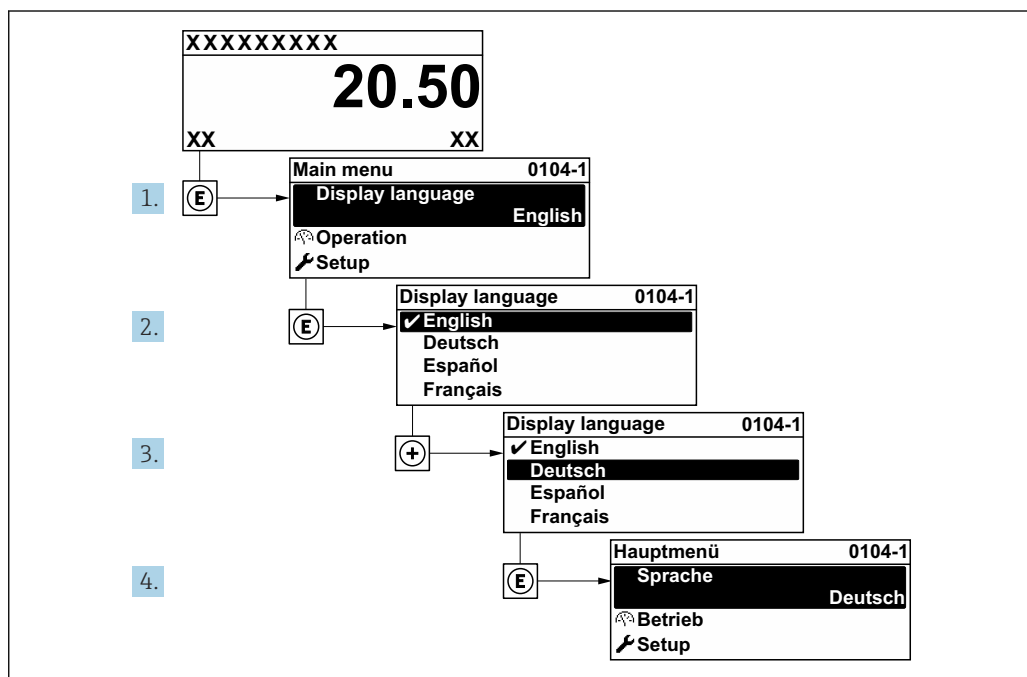 XXXXXXXXX
20.50
XX XX
1.
E
Main menu 0104-1
Display language
English
Operation
Setup
2.
E
Display language 0104-1
✔English
Deutsch
Español
Français
3.
+
Display language 0104-1
✔English
Deutsch
Español
Français
4.
E
Hauptmenü 0104-1
Sprache
Deutsch
Betrieb
Setup